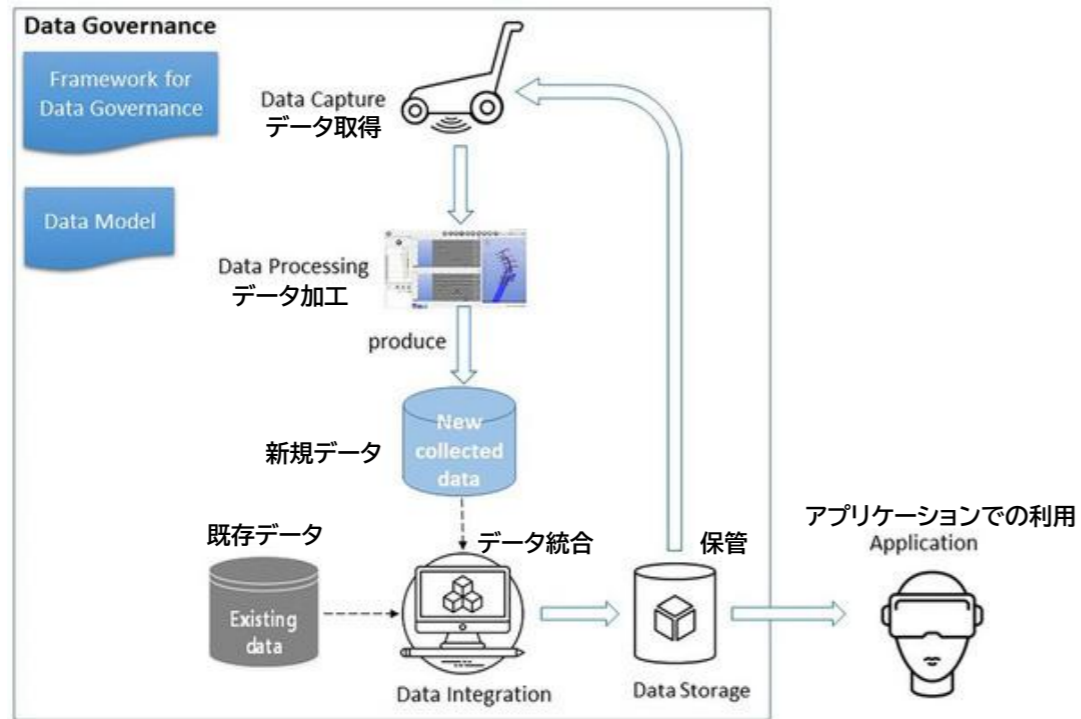 Data Governance
Framework for
Data Governance
Data Model
Data Capture
データ取得
Data Processing
データ加工
produce
New
collected
data
新規データ
既存データ
Existing
data
データ統合
Data Integration
保管
Data Storage
アプリケーションでの利用
Application